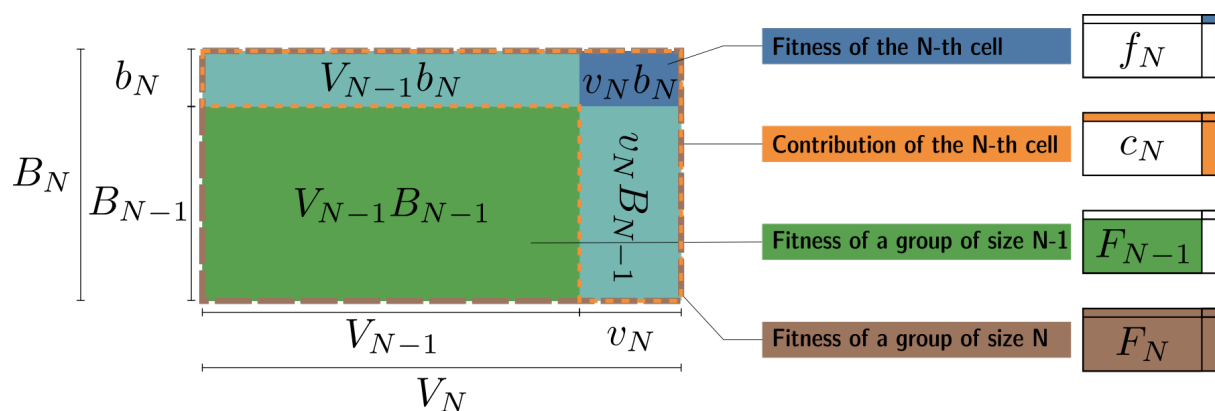 B_N
b_N
B_{N-1}
V_{N-1}b_N
v_N b_N
V_{N-1}B_{N-1}
v_N B_{N-1}
V_{N-1}
v_N
V_N
Fitness of the N-th cell
f_N
Contribution of the N-th cell
c_N
Fitness of a group of size N-1
F_{N-1}
Fitness of a group of size N
F_N